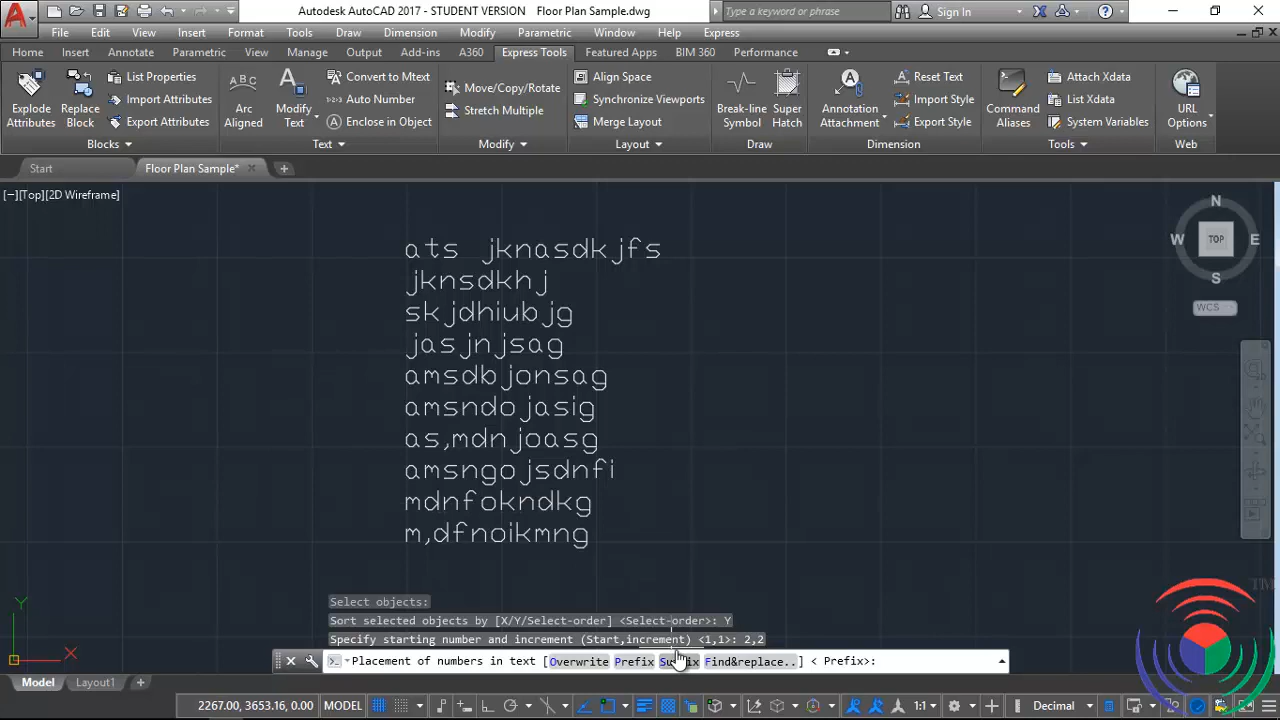 Autodesk AutoCAD 2017 - STUDENT VERSION Floor Plan Sample.dwg Type a keyword or phrase Sign In
File Edit View Insert Format Tools Draw Dimension Modify Parametric Window Help Express
Home Insert Annotate Parametric View Manage Output Add-ins A360 Express Tools Featured Apps BIM 360 Performance
Explode Attributes
Replace Block
List Properties
Import Attributes
Export Attributes
Blocks
Arc Aligned
Modify Text
Convert to Mtext
Auto Number
Enclose in Object
Text
Move/Copy/Rotate
Stretch Multiple
Modify
Align Space
Synchronize Viewports
Merge Layout
Layout
Break-line Symbol
Super Hatch
Draw
Annotation Attachment
Reset Text
Import Style
Export Style
Dimension
Command Aliases
Attach Xdata
List Xdata
System Variables
Tools
URL Options
Web
Start Floor Plan Sample*
[−][Top][2D Wireframe]
N
W TOP E
S
WCS
ats jknasdkjfs
jknsdkhj
skjdhiubjg
jasjnjsag
amsdbjonsag
amsndojasig
as,mdnjoasg
amsngojsdnfi
mdnfokndkg
m,dfnoikmng
Y
X
TM
Select objects:
Sort selected objects by [X/Y/Select-order] <Select-order>: Y
Specify starting number and increment (Start,increment) <1,1>: 2,2
Placement of numbers in text [Overwrite Prefix Suffix Find&replace..] < Prefix>:
Model Layout1
2267.00, 3653.16, 0.00 MODEL 1:1 Decimal